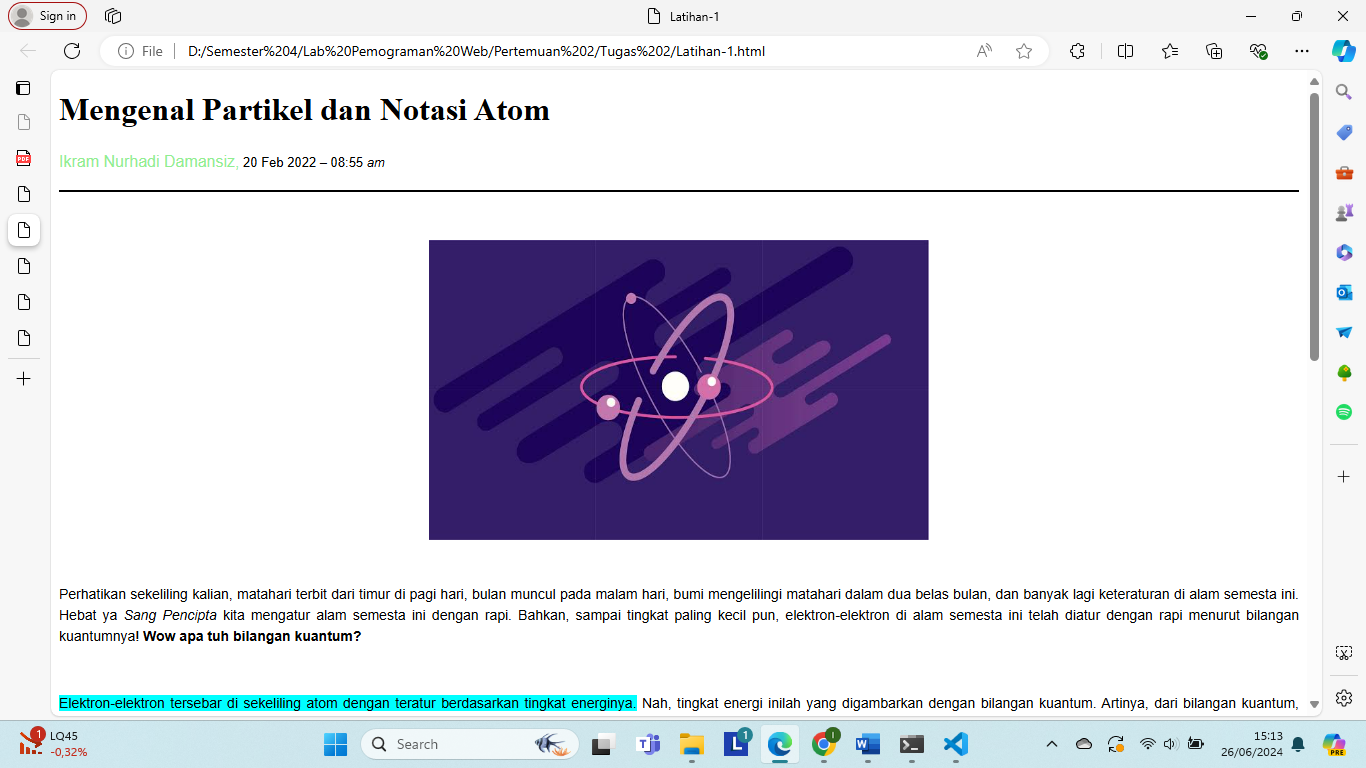 Sign in
Latihan-1
File
D:/Semester%204/Lab%20Pemograman%20Web/Pertemuan%202/Tugas%202/Latihan-1.html
Mengenal Partikel dan Notasi Atom
Ikram Nurhadi Damansiz, 20 Feb 2022 – 08:55 am
Perhatikan sekeliling kalian, matahari terbit dari timur di pagi hari, bulan muncul pada malam hari, bumi mengelilingi matahari dalam dua belas bulan, dan banyak lagi keteraturan di alam semesta ini.
Hebat ya Sang Pencipta kita mengatur alam semesta ini dengan rapi. Bahkan, sampai tingkat paling kecil pun, elektron-elektron di alam semesta ini telah diatur dengan rapi menurut bilangan
kuantumnya! Wow apa tuh bilangan kuantum?
Elektron-elektron tersebar di sekeliling atom dengan teratur berdasarkan tingkat energinya. Nah, tingkat energi inilah yang digambarkan dengan bilangan kuantum. Artinya, dari bilangan kuantum,
PDF
1
LQ45
-0,32%
Search
L
1
I
W
15:13
26/06/2024
PRE